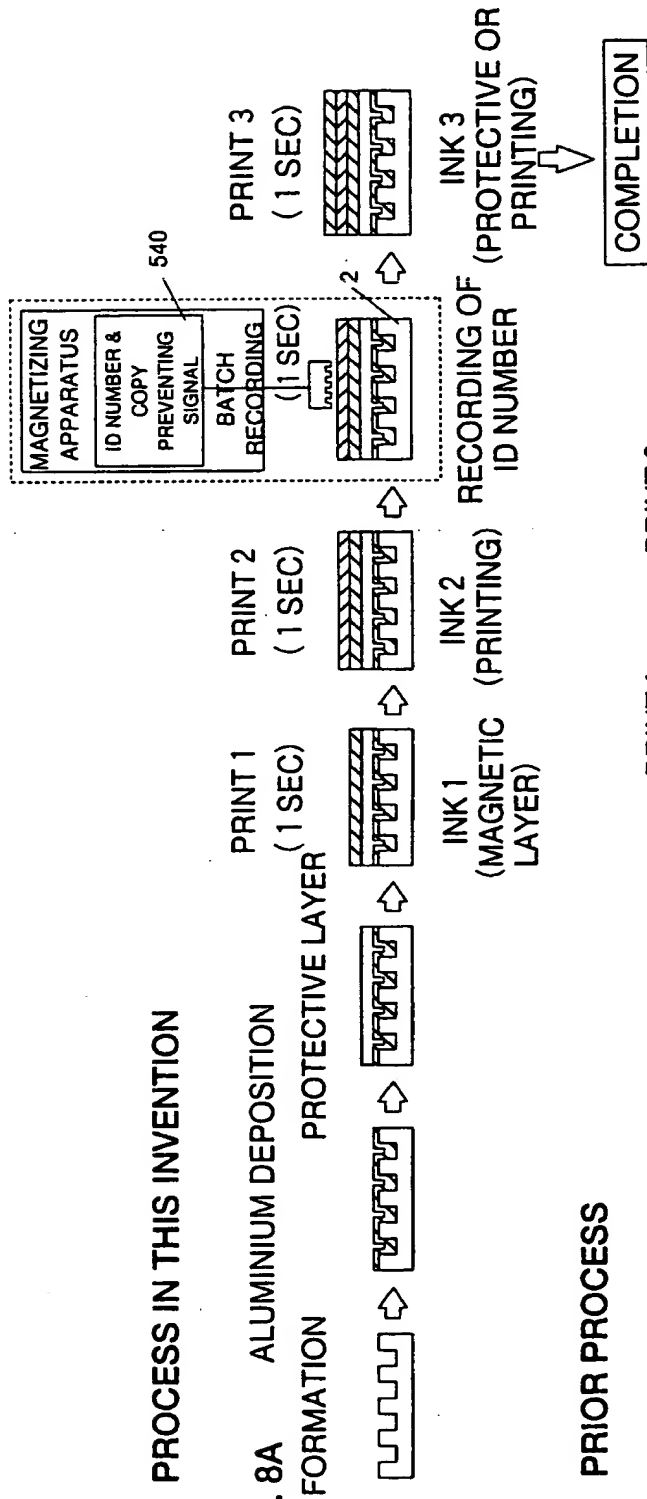 PROCESS IN THIS INVENTION
. 8A
FORMATION
ALUMINIUM DEPOSITION
PROTECTIVE LAYER
PRINT 1
(1 SEC)
INK 1
(MAGNETIC
LAYER)
PRINT 2
(1 SEC)
INK 2
(PRINTING)
MAGNETIZING
APPARATUS
ID NUMBER &
COPY
PREVENTING
SIGNAL
540
BATCH
RECORDING
(1 SEC)
2
RECORDING OF
ID NUMBER
PRINT 3
(1 SEC)
INK 3
(PROTECTIVE OR
PRINTING)
COMPLETION
PRIOR PROCESS